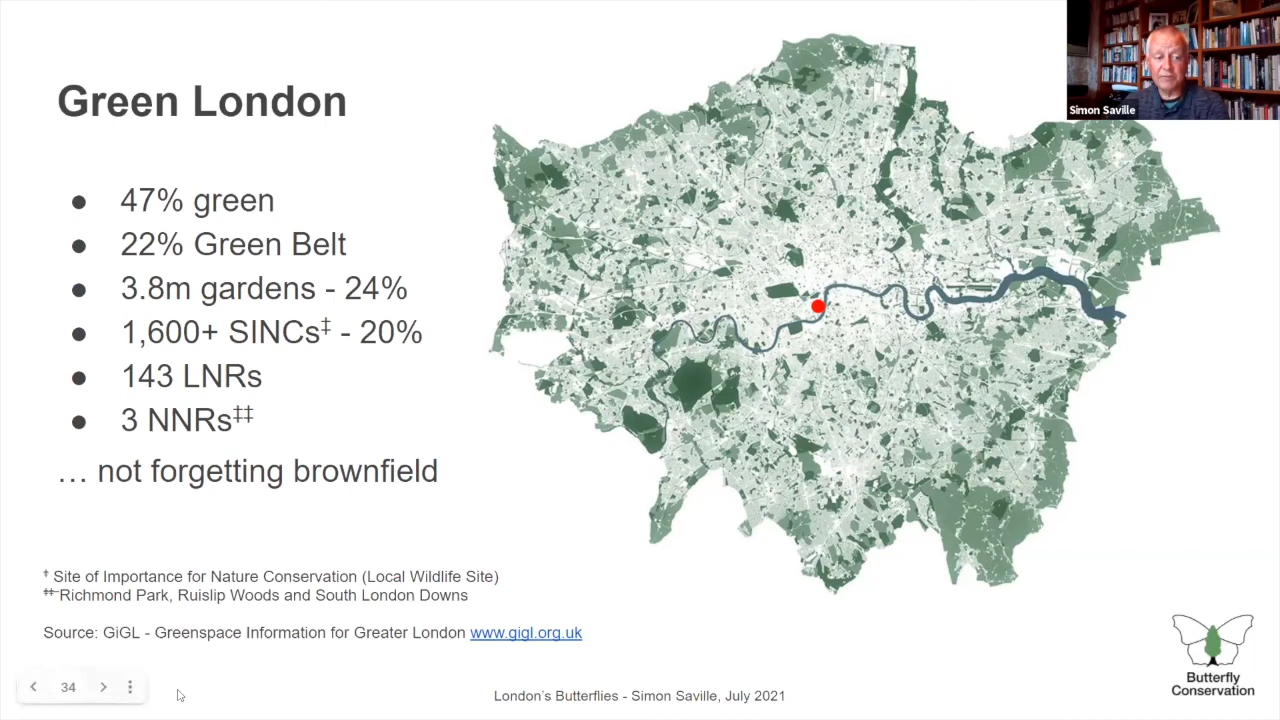 Green London
● 47% green
● 22% Green Belt
● 3.8m gardens - 24%
● 1,600+ SINCs‡ - 20%
● 143 LNRs
● 3 NNRs‡‡
… not forgetting brownfield
† Site of Importance for Nature Conservation (Local Wildlife Site)
‡‡ Richmond Park, Ruislip Woods and South London Downs
Source: GiGL - Greenspace Information for Greater London www.gigl.org.uk
34
London's Butterflies - Simon Saville, July 2021
Simon Saville
Butterfly
Conservation